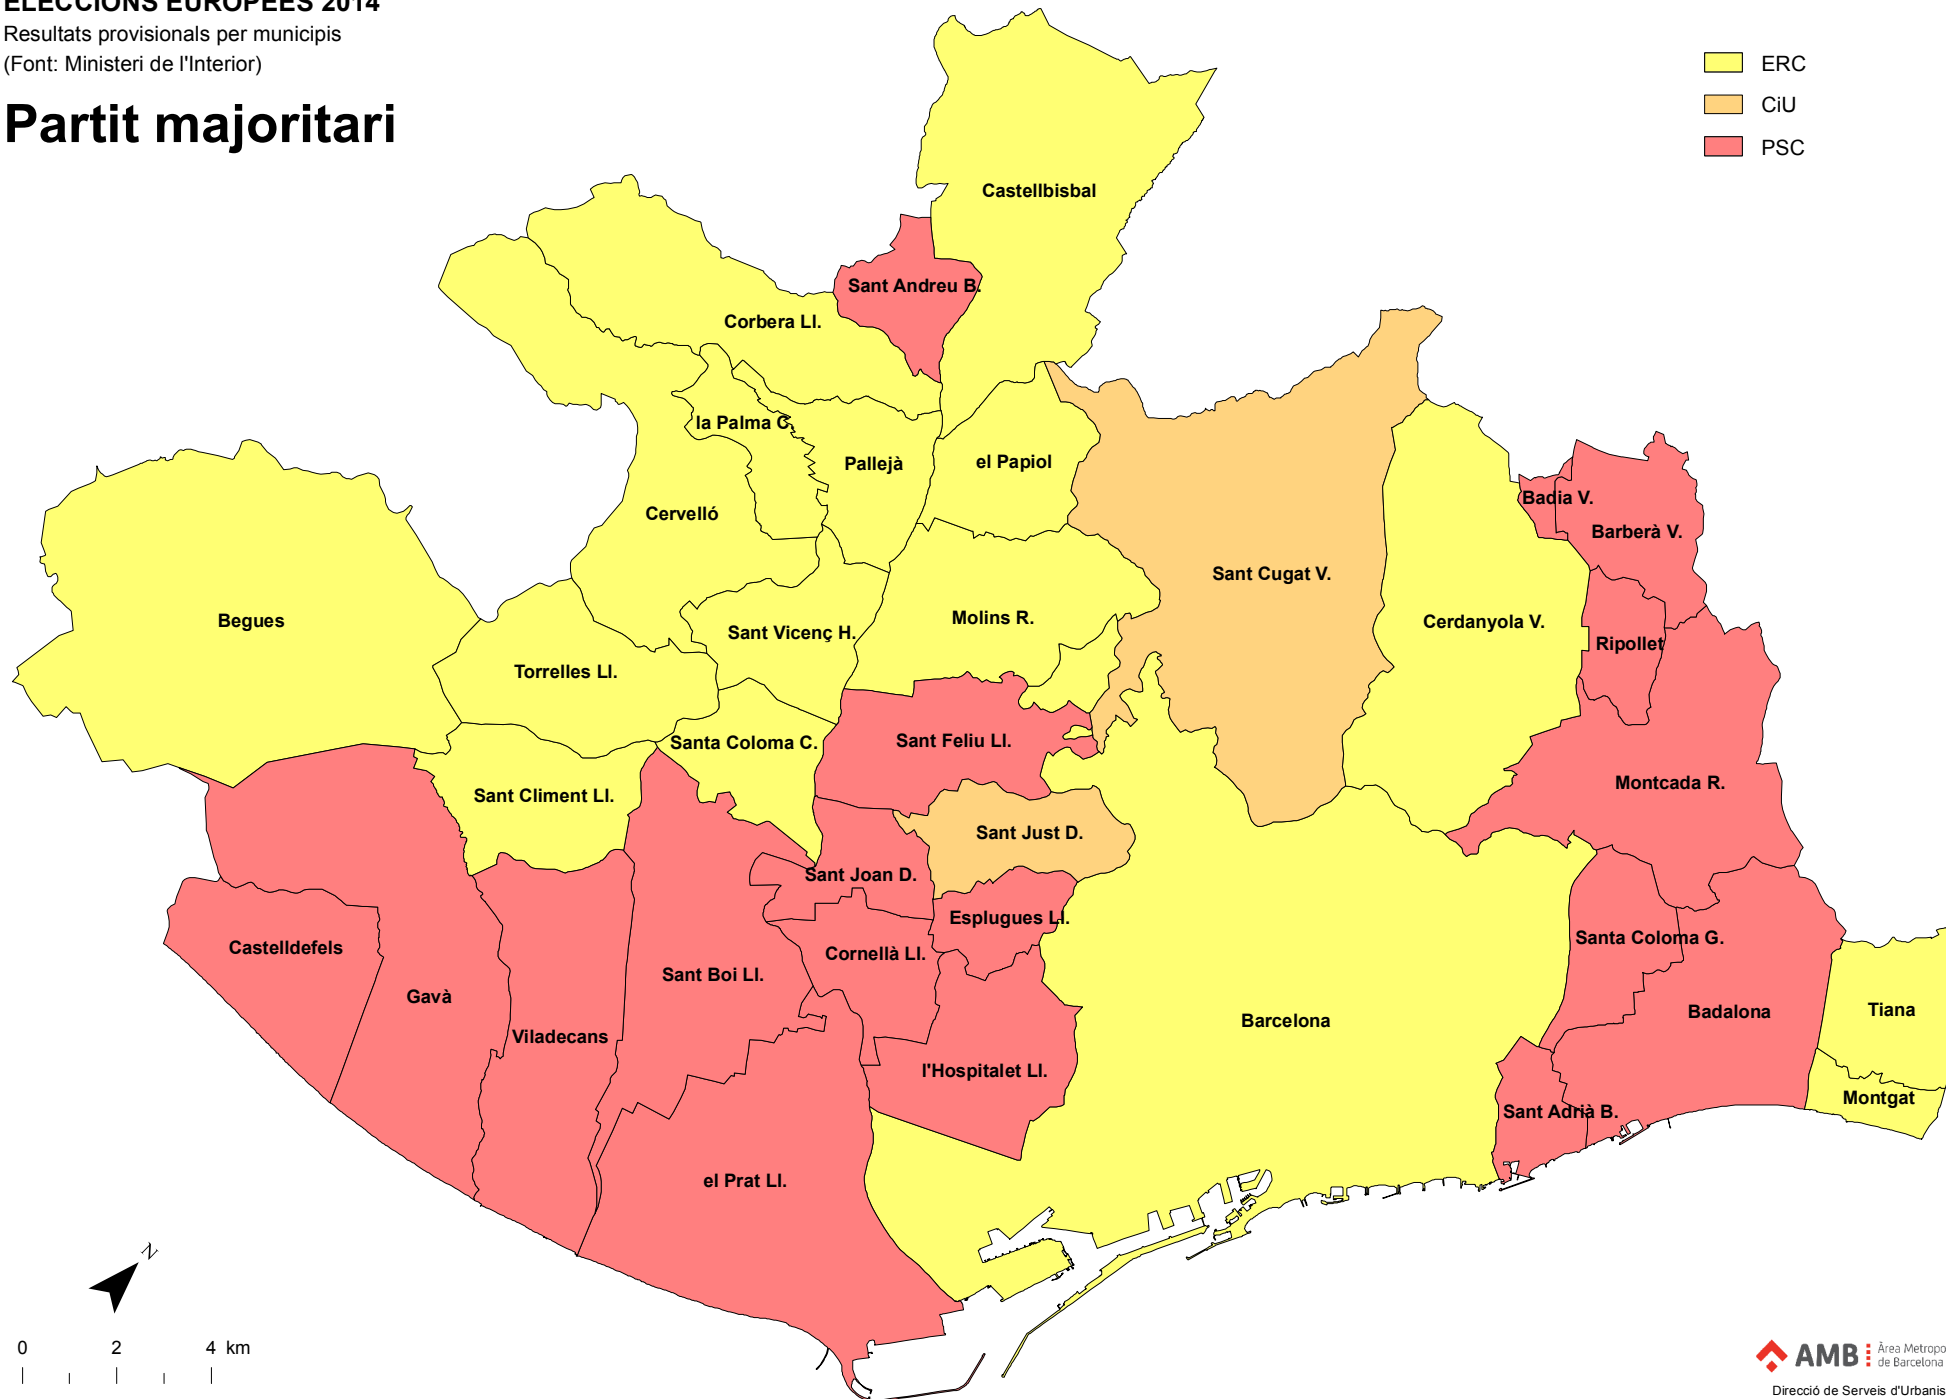 ELECCIONS EUROPEES 2014
Resultats provisionals per municipis
(Font: Ministeri de l'Interior)
Partit majoritari
ERC
CiU
PSC
Castellbisbal
Sant Andreu B.
Corbera Ll.
la Palma C.
Pallejà
el Papiol
Cervelló
Badia V.
Barberà V.
Sant Cugat V.
Begues
Molins R.
Cerdanyola V.
Sant Vicenç H.
Ripollet
Torrelles Ll.
Santa Coloma C.
Sant Feliu Ll.
Montcada R.
Sant Climent Ll.
Sant Just D.
Sant Joan D.
Esplugues Ll.
Castelldefels
Cornellà Ll.
Santa Coloma G.
Sant Boi Ll.
Gavà
Barcelona
Badalona
Tiana
Viladecans
l'Hospitalet Ll.
Montgat
Sant Adrià B.
el Prat Ll.
N
0 2 4 km
AMB
Àrea Metropo
de Barcelona
Direcció de Serveis d'Urbanis